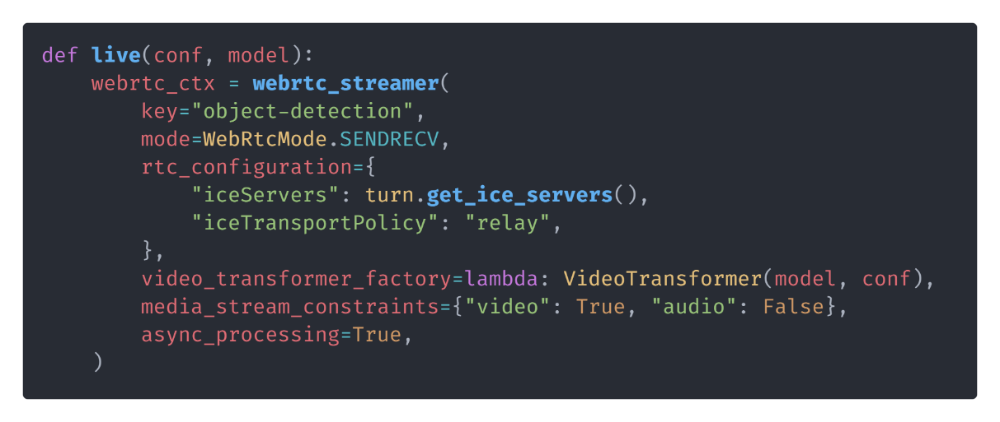 def live(conf, model):
    webrtc_ctx = webrtc_streamer(
        key="object-detection",
        mode=WebRtcMode.SENDRECV,
        rtc_configuration={
            "iceServers": turn.get_ice_servers(),
            "iceTransportPolicy": "relay",
        },
        video_transformer_factory=lambda: VideoTransformer(model, conf),
        media_stream_constraints={"video": True, "audio": False},
        async_processing=True,
    )